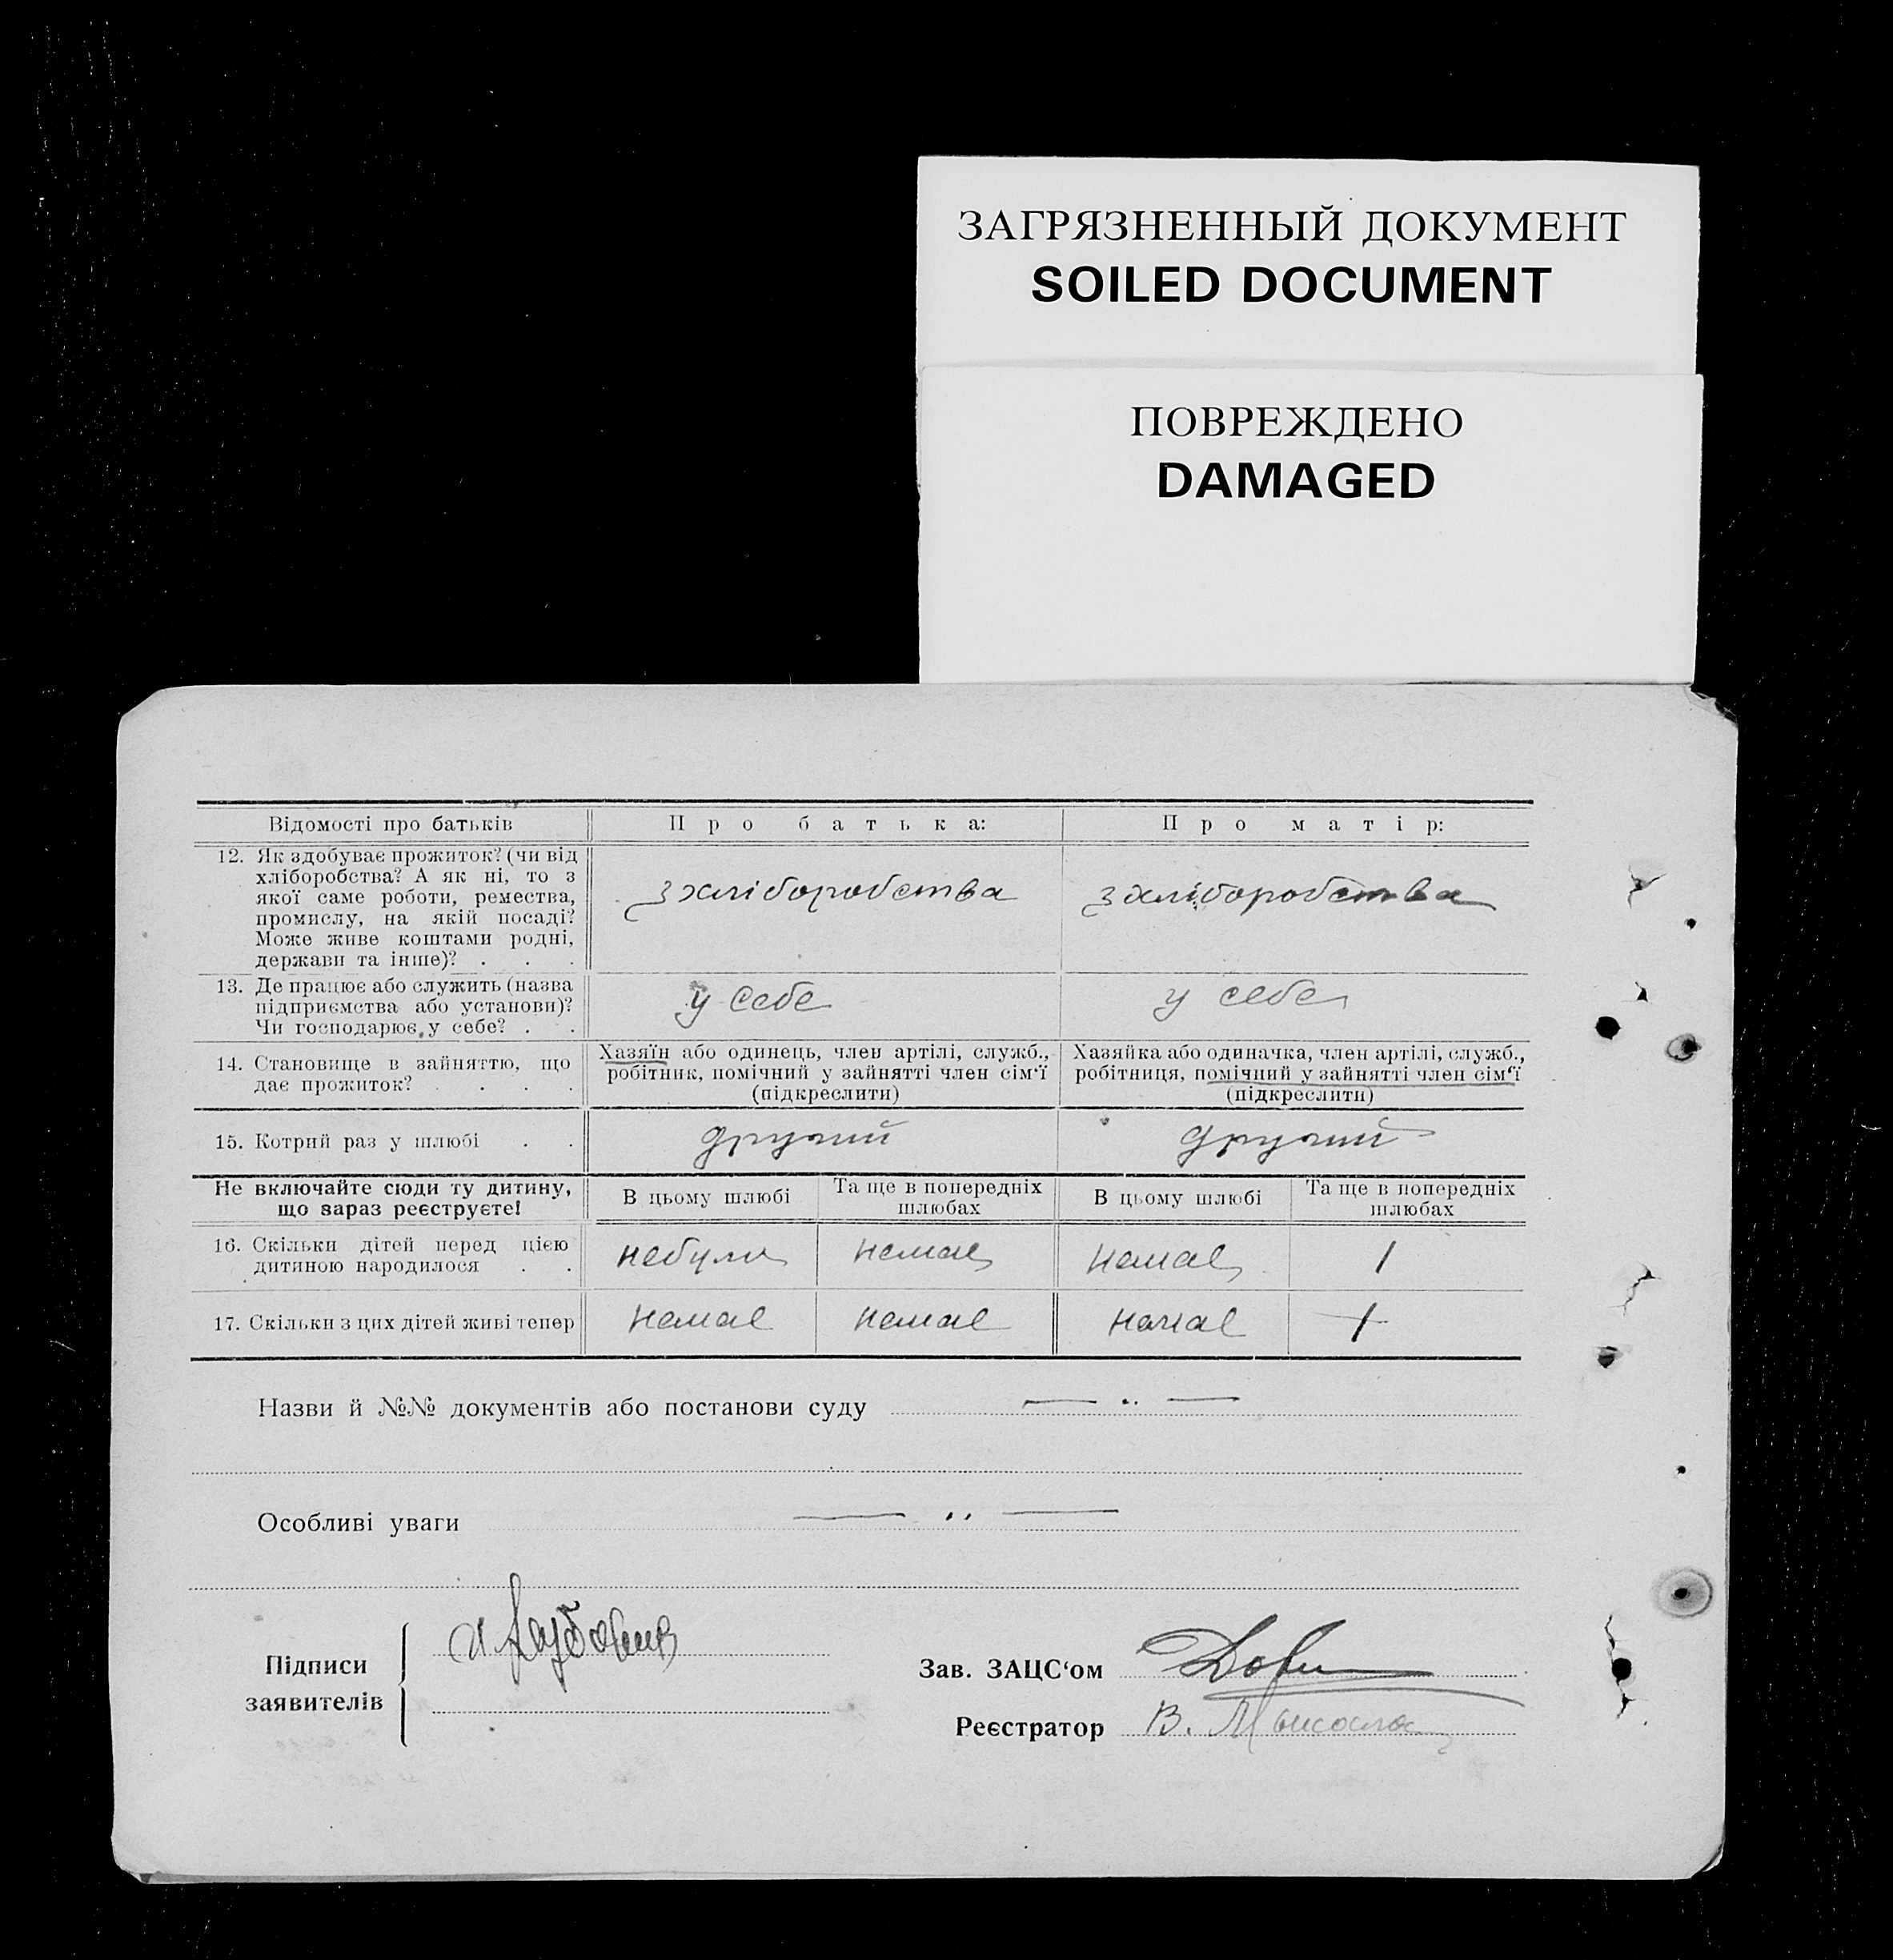 ЗАГРЯЗНЕННЫЙ ДОКУМЕНТ
SOILED DOCUMENT
ПОВРЕЖДЕНО
DAMAGED
Відомості про батьків
Про батька:
Про матір:
12. Як здобуває прожиток? (чи від
хліборобства? А як ні, то з
якої саме роботи, ремества,
промислу, на якій посаді?
Може живе коштами родні,
держави та інше)? . . .
з хліборобства
з хліборобства
13. Де працює або служить (назва
підприємства або установи)?
Чи господарює у себе? . .
у себе
у себе
14. Становище в зайняттю, що
дає прожиток? . . . .
Хазяїн або одинець, член артілі, служб.,
робітник, помічний у зайнятті член сім'ї
(підкреслити)
Хазяйка або одиначка, член артілі, служб.,
робітниця, помічний у зайнятті член сім'ї
(підкреслити)
15. Котрий раз у шлюбі . .
другий
другий
Не включайте сюди ту дитину,
що зараз реєструєте!
В цьому шлюбі
Та ще в попередніх
шлюбах
В цьому шлюбі
Та ще в попередніх
шлюбах
16. Скільки дітей перед цією
дитиною народилося . .
небули
немає
немає
1
17. Скільки з цих дітей живі тепер
немає
немає
немає
1
Назви й №№ документів або постанови суду — „ —
Особливі уваги — „ —
Підписи
заявителів
Зав. ЗАЦС‘ом
Реєстратор В.